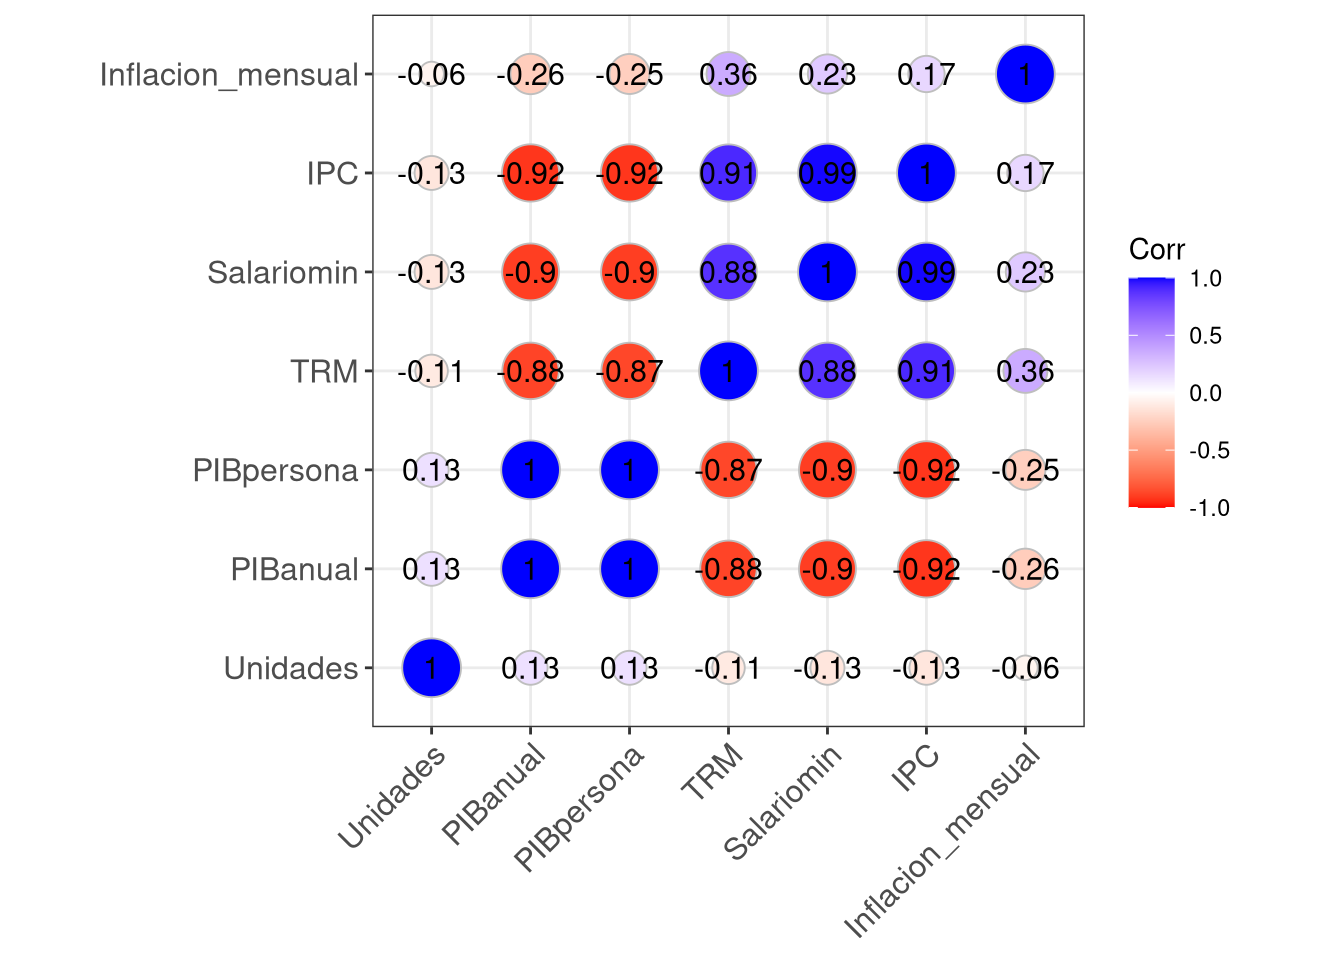 Inflacion_mensual -0.06 -0.26 -0.25 0.36 0.23 0.17 1
IPC -0.13 -0.92 -0.92 0.91 0.99 1 0.17
Salariomin -0.13 -0.9 -0.9 0.88 1 0.99 0.23
TRM -0.11 -0.88 -0.87 1 0.88 0.91 0.36
PIBpersona 0.13 1 1 -0.87 -0.9 -0.92 -0.25
PIBanual 0.13 1 1 -0.88 -0.9 -0.92 -0.26
Unidades 1 0.13 0.13 -0.11 -0.13 -0.13 -0.06
Unidades PIBanual PIBpersona TRM Salariomin IPC Inflacion_mensual
Corr
1.0
0.5
0.0
-0.5
-1.0